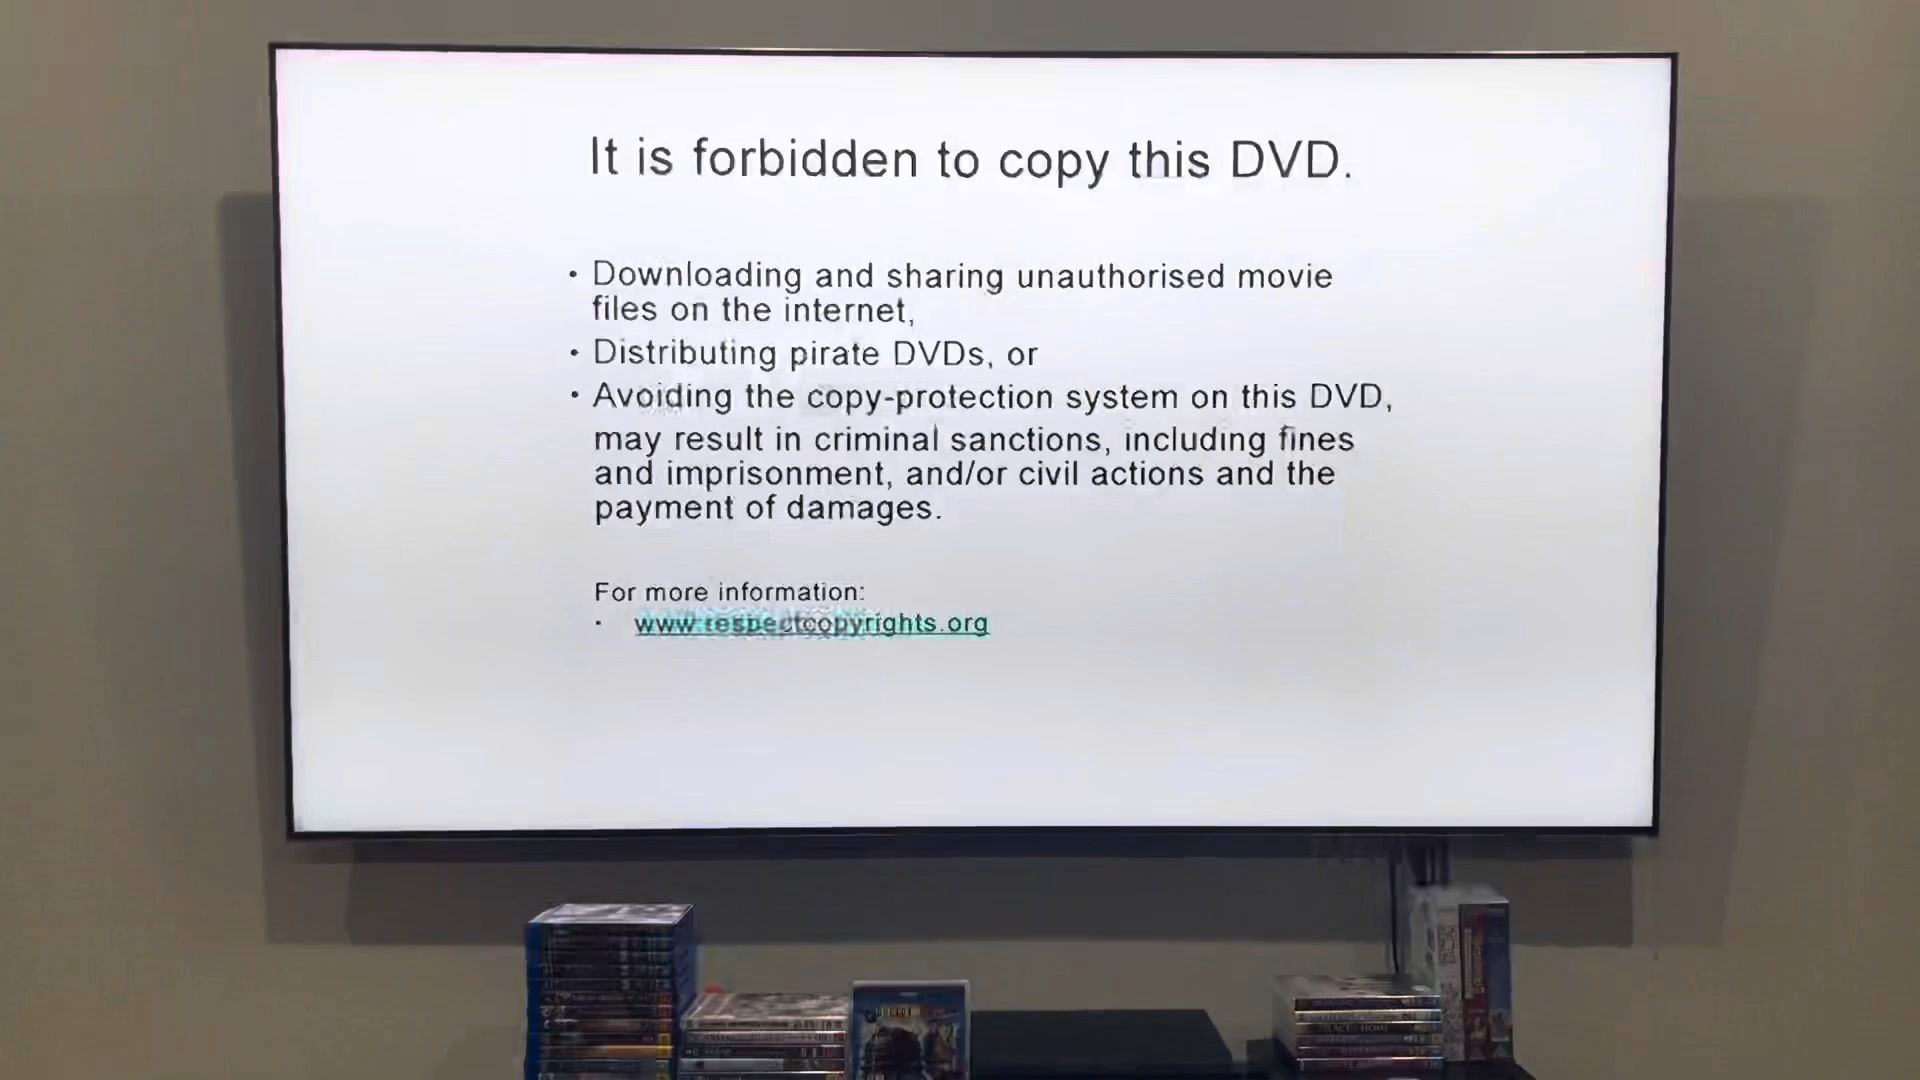 It is forbidden to copy this DVD.
• Downloading and sharing unauthorised movie
files on the internet,
• Distributing pirate DVDs, or
• Avoiding the copy-protection system on this DVD,
may result in criminal sanctions, including fines
and imprisonment, and/or civil actions and the
payment of damages.
For more information:
• www.respectcopyrights.org